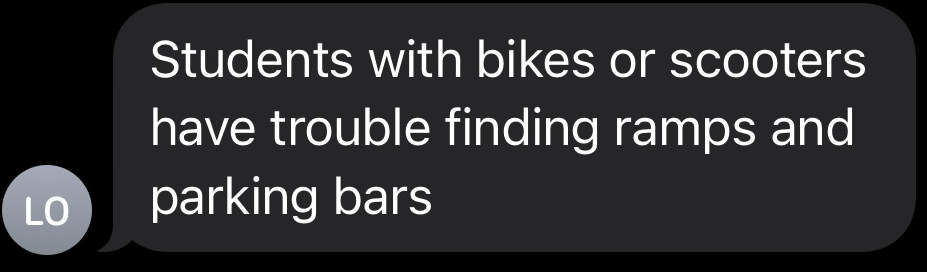 Students with bikes or scooters
have trouble finding ramps and
parking bars
LO